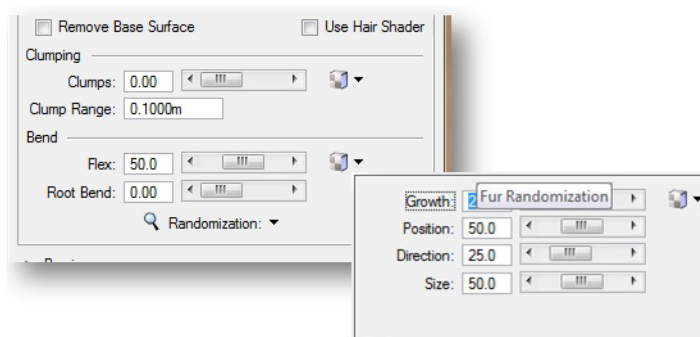 Remove Base Surface Use Hair Shader
Clumping
Clumps: 0.00
Clump Range: 0.1000m
Bend
Flex: 50.0
Root Bend: 0.00
Randomization:
Growth: 2 Fur Randomization
Position: 50.0
Direction: 25.0
Size: 50.0